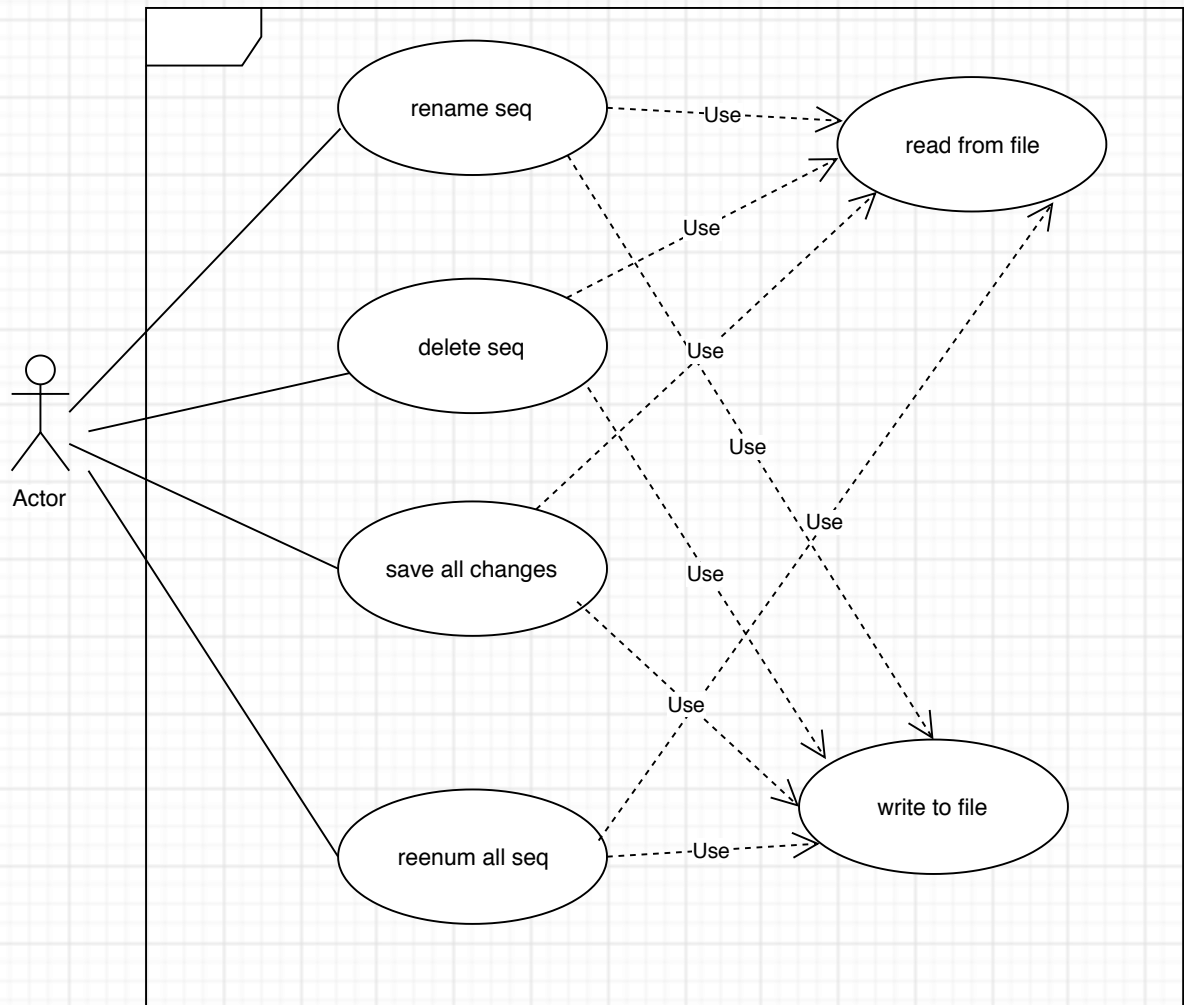 rename seq
Use
read from file
Use
delete seq
Use
Use
Actor
Use
save all changes
Use
Use
write to file
reenum all seq
Use